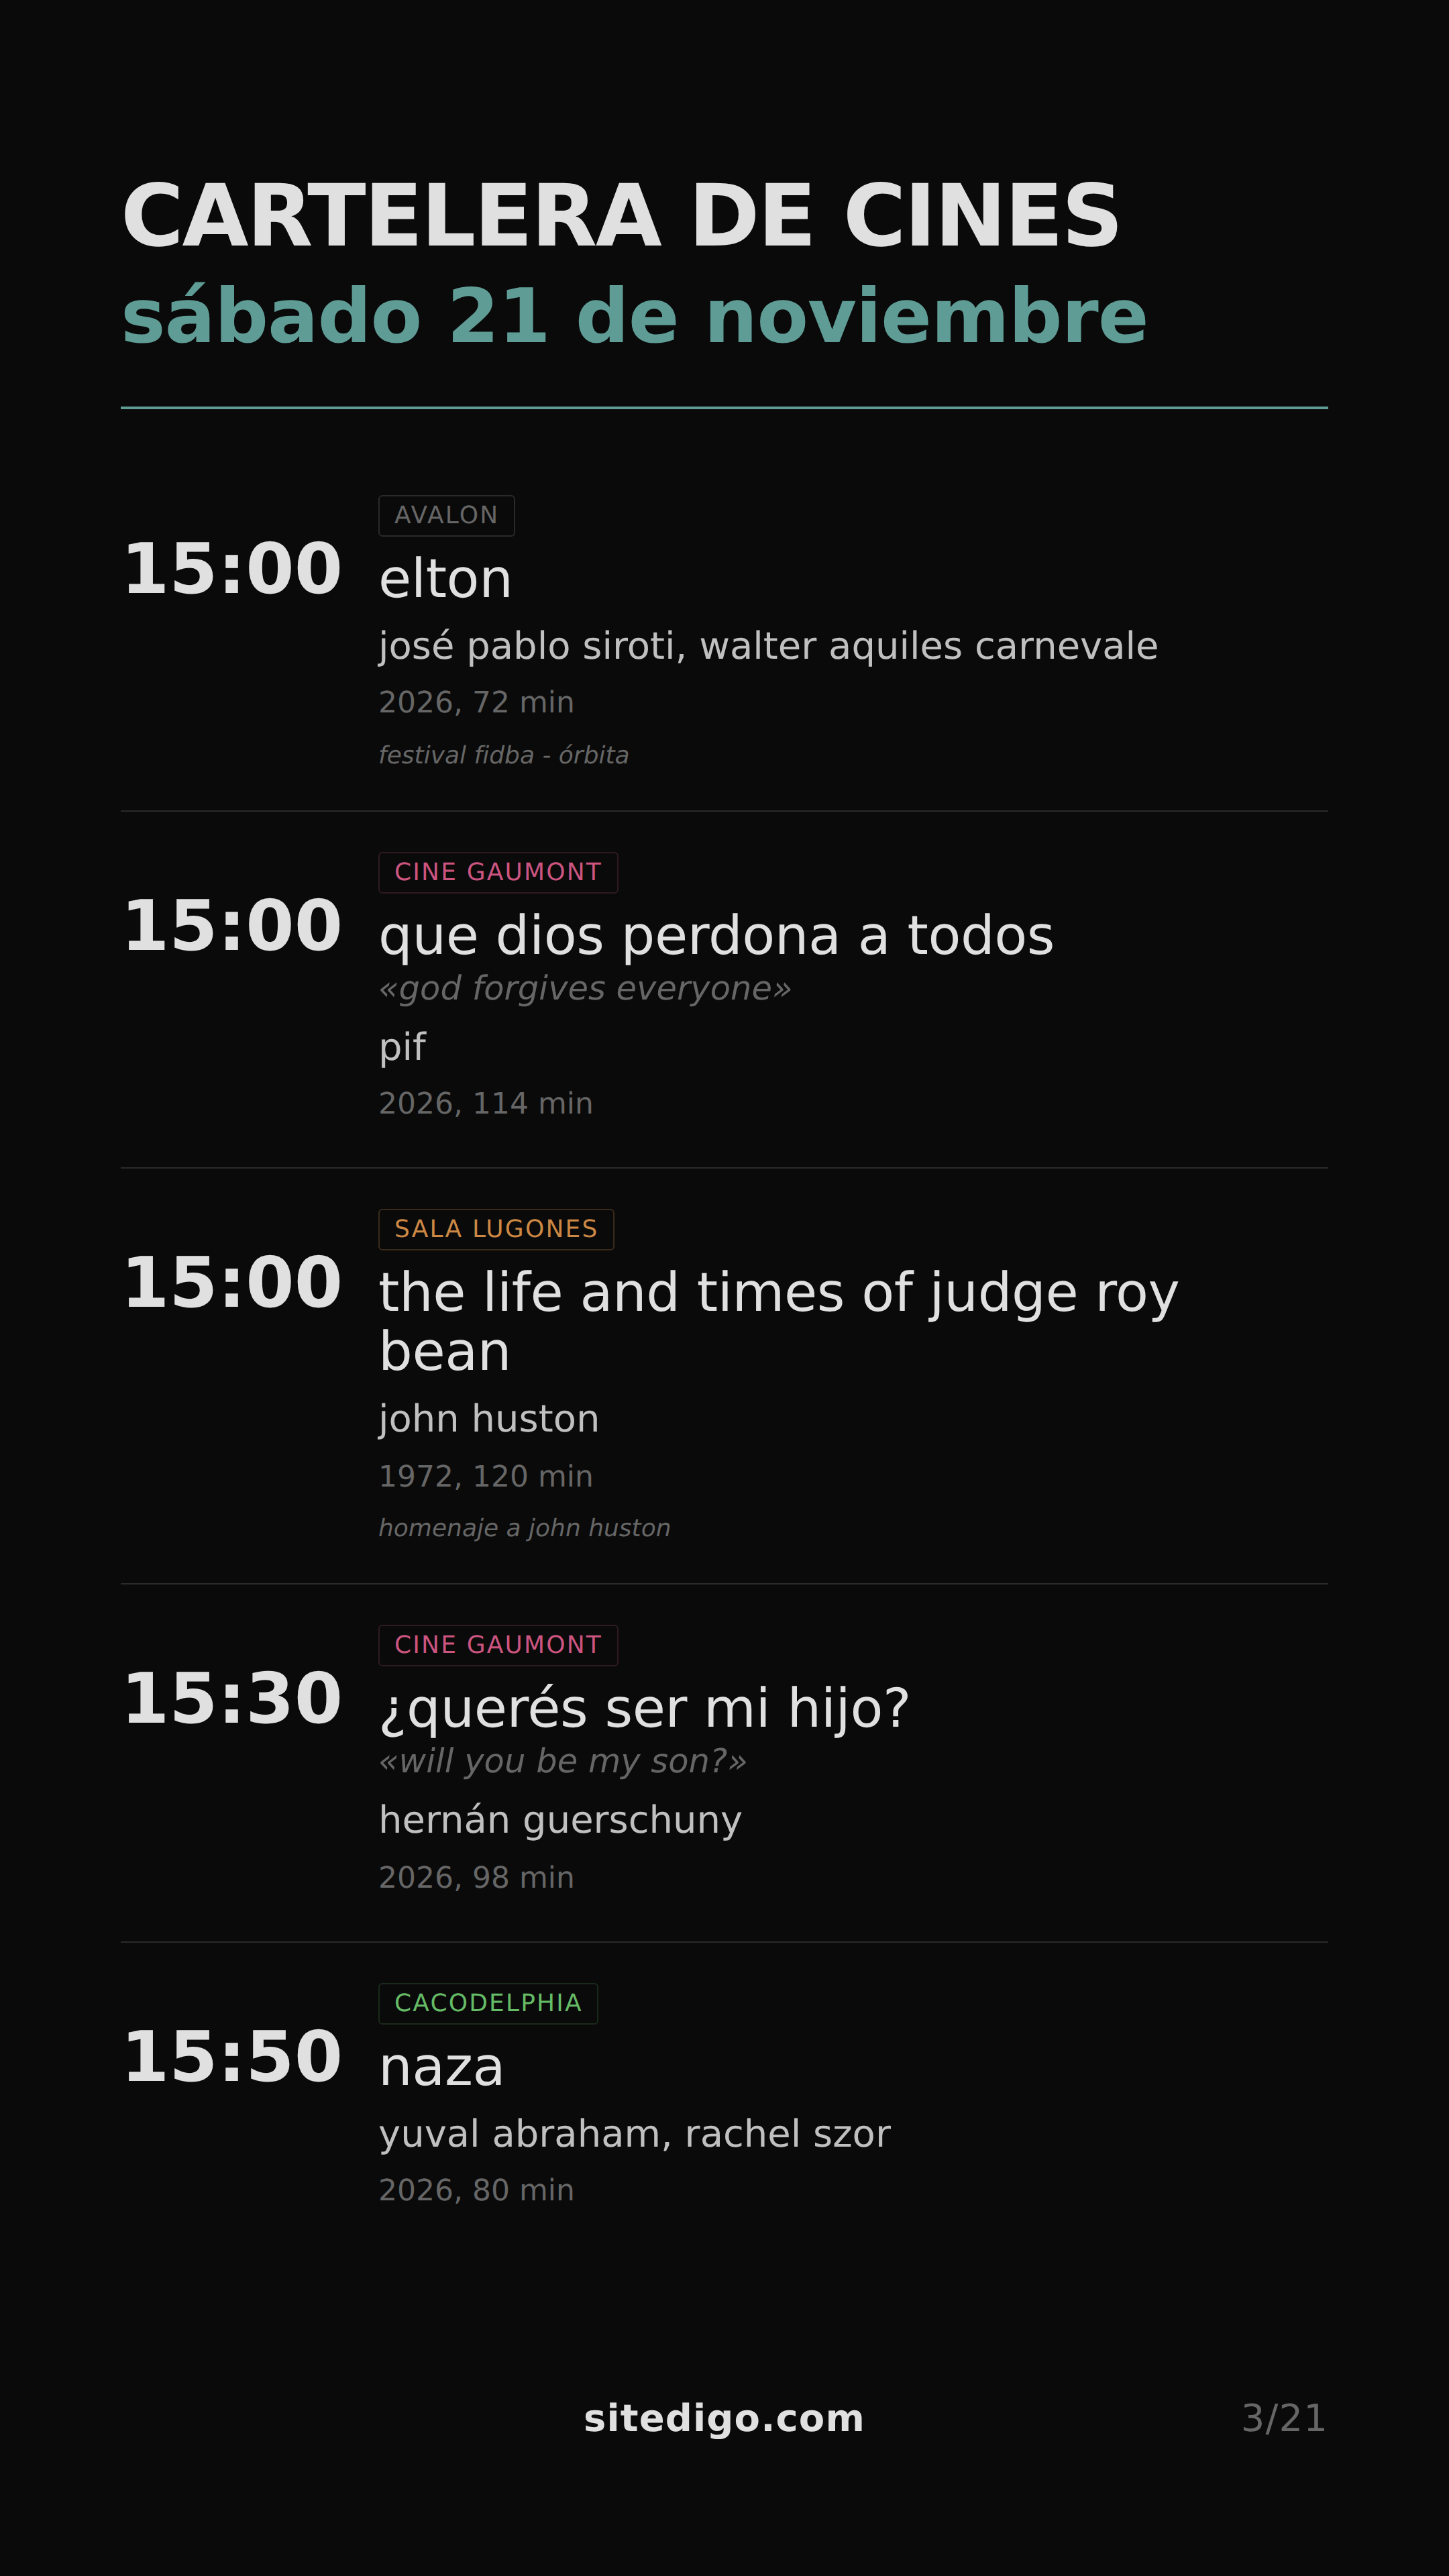 CARTELERA DE CINES
sábado 21 de noviembre
AVALON
15:00
elton
josé pablo siroti, walter aquiles carnevale
2026, 72 min
festival fidba - órbita
CINE GAUMONT
15:00
que dios perdona a todos
«god forgives everyone»
pif
2026, 114 min
SALA LUGONES
15:00
the life and times of judge roy
bean
john huston
1972, 120 min
homenaje a john huston
CINE GAUMONT
15:30
¿querés ser mi hijo?
«will you be my son?»
hernán guerschuny
2026, 98 min
CACODELPHIA
15:50
naza
yuval abraham, rachel szor
2026, 80 min
sitedigo.com
3/21